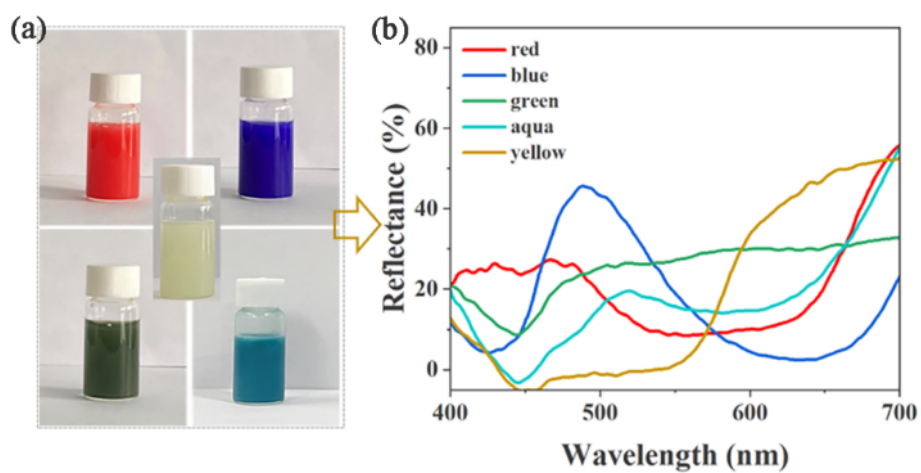 (a)
(b)
red
blue
green
aqua
yellow
Reflectance (%)
80
60
40
20
0
400
500
600
700
Wavelength (nm)